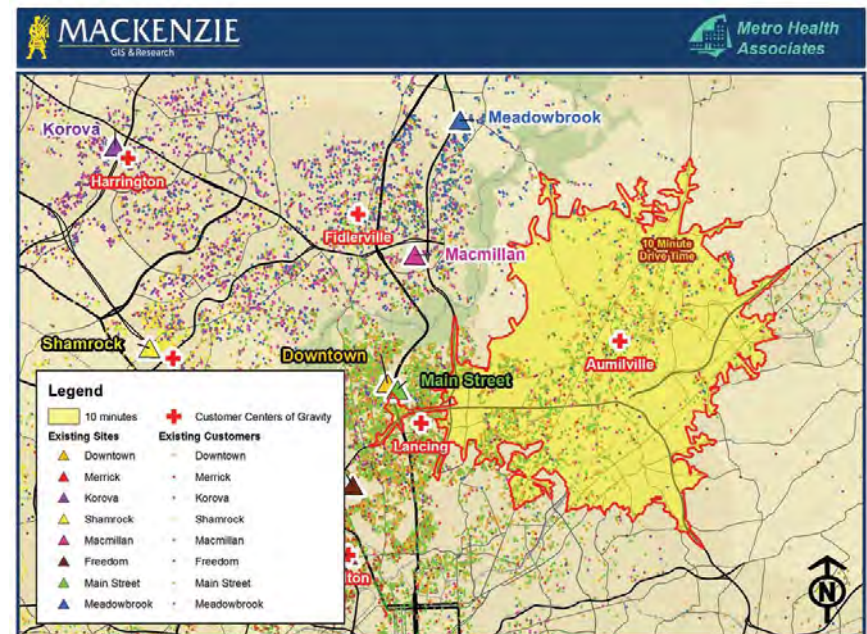 MACKENZIE
GIS & Research
Metro Health
Associates
Korova
Meadowbrook
Harrington
Fidlerville
Macmillan
10 Minute
Drive Time
Shamrock
Aumilville
Downtown
Main Street
Lancing
lton
Legend
10 minutes
Customer Centers of Gravity
Existing Sites
Existing Customers
Downtown
Downtown
Merrick
Merrick
Korova
Korova
Shamrock
Shamrock
Macmillan
Macmillan
Freedom
Freedom
Main Street
Main Street
Meadowbrook
Meadowbrook
N